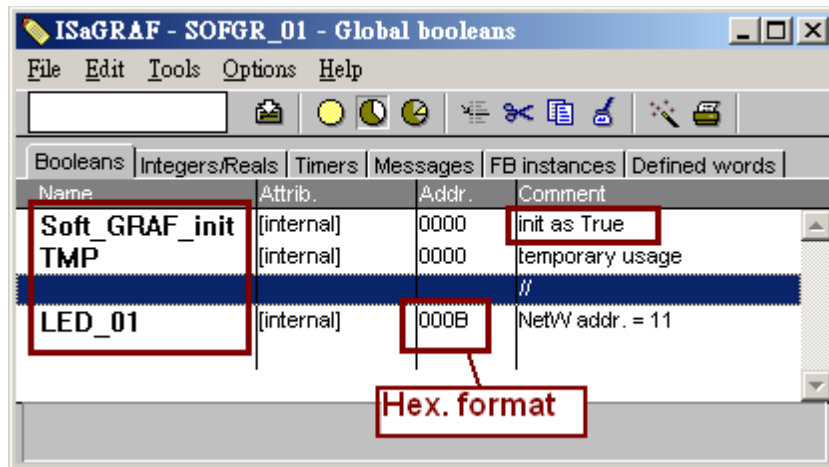 ISaGRAF - SOFGR_01 - Global booleans
File Edit Tools Options Help
Booleans Integers/Reals Timers Messages FB instances Defined words
Name Attrib. Addr. Comment
Soft_GRAF_init [internal] 0000 init as True
TMP [internal] 0000 temporary usage
//
LED_01 [internal] 000B NetW addr. = 11
Hex. format